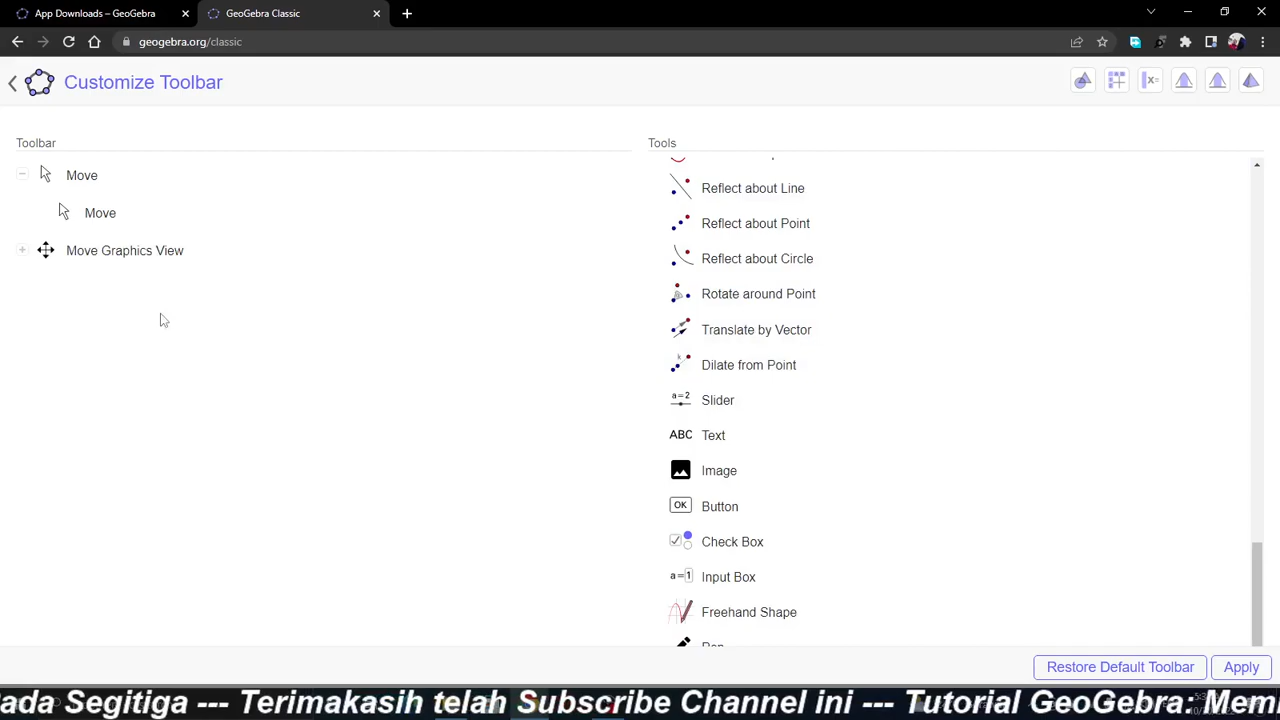 App Downloads – GeoGebra
GeoGebra Classic
geogebra.org/classic
Customize Toolbar
Toolbar
Tools
Move
Move
Move Graphics View
Reflect about Line
Reflect about Point
Reflect about Circle
Rotate around Point
Translate by Vector
k
Dilate from Point
a=2
Slider
ABC
Text
Image
OK
Button
Check Box
a=1
Input Box
Freehand Shape
Pen
x=
Restore Default Toolbar
Apply
ada Segitiga --- Terimakasih telah Subscribe Channel ini --- Tutorial GeoGebra: Mem